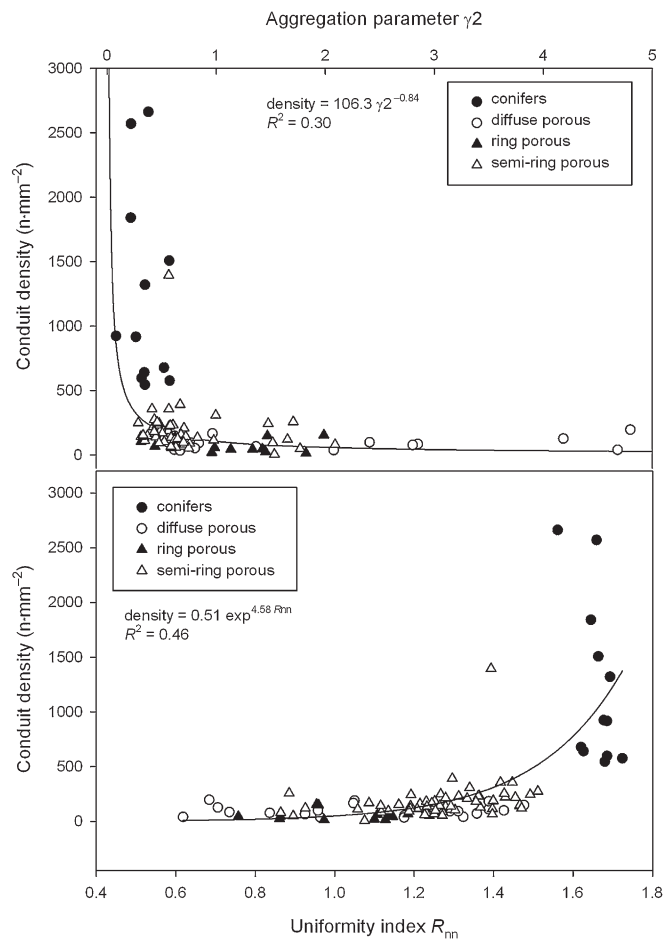 Aggregation parameter γ2
0 1 2 3 4 5
3000
2500
2000
1500
1000
500
0
Conduit density (n·mm⁻²)
density = 106.3 γ2⁻⁰·⁸⁴
R² = 0.30
conifers
diffuse porous
ring porous
semi-ring porous
3000
2500
2000
1500
1000
500
0
Conduit density (n·mm⁻²)
conifers
diffuse porous
ring porous
semi-ring porous
density = 0.51 exp⁴·⁵⁸ ᴿⁿⁿ
R² = 0.46
0.4 0.6 0.8 1.0 1.2 1.4 1.6 1.8
Uniformity index Rnn